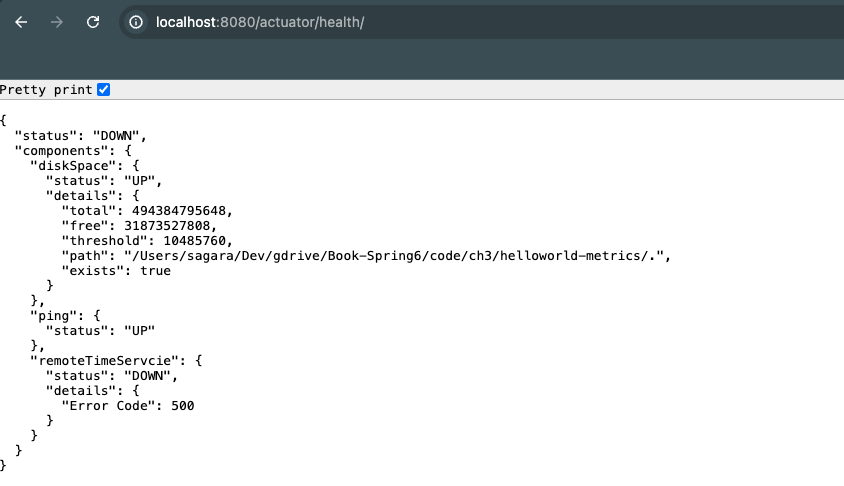 localhost:8080/actuator/health/
Pretty print
{
  "status": "DOWN",
  "components": {
    "diskSpace": {
      "status": "UP",
      "details": {
        "total": 494384795648,
        "free": 31873527808,
        "threshold": 10485760,
        "path": "/Users/sagara/Dev/gdrive/Book-Spring6/code/ch3/helloworld-metrics/.",
        "exists": true
      }
    },
    "ping": {
      "status": "UP"
    },
    "remoteTimeServcie": {
      "status": "DOWN",
      "details": {
        "Error Code": 500
      }
    }
  }
}